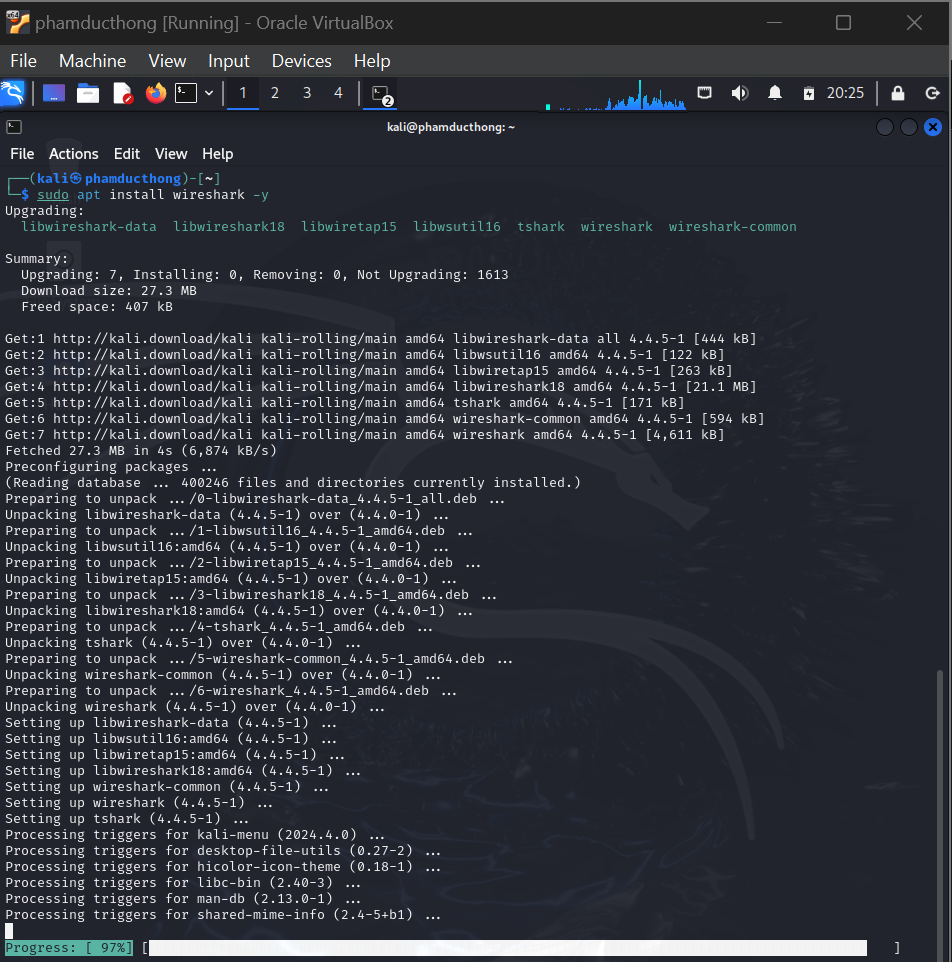 phamducthong [Running] - Oracle VirtualBox
File Machine View Input Devices Help
1 2 3 4 2 20:25
kali@phamducthong: ~
File Actions Edit View Help
┌──(kali㉿phamducthong)-[~]
└─$ sudo apt install wireshark -y
Upgrading:
  libwireshark-data  libwireshark18  libwiretap15  libwsutil16  tshark  wireshark  wireshark-common

Summary:
  Upgrading: 7, Installing: 0, Removing: 0, Not Upgrading: 1613
  Download size: 27.3 MB
  Freed space: 407 kB

Get:1 http://kali.download/kali kali-rolling/main amd64 libwireshark-data all 4.4.5-1 [444 kB]
Get:2 http://kali.download/kali kali-rolling/main amd64 libwsutil16 amd64 4.4.5-1 [122 kB]
Get:3 http://kali.download/kali kali-rolling/main amd64 libwiretap15 amd64 4.4.5-1 [263 kB]
Get:4 http://kali.download/kali kali-rolling/main amd64 libwireshark18 amd64 4.4.5-1 [21.1 MB]
Get:5 http://kali.download/kali kali-rolling/main amd64 tshark amd64 4.4.5-1 [171 kB]
Get:6 http://kali.download/kali kali-rolling/main amd64 wireshark-common amd64 4.4.5-1 [594 kB]
Get:7 http://kali.download/kali kali-rolling/main amd64 wireshark amd64 4.4.5-1 [4,611 kB]
Fetched 27.3 MB in 4s (6,874 kB/s)
Preconfiguring packages ...
(Reading database ... 400246 files and directories currently installed.)
Preparing to unpack .../0-libwireshark-data_4.4.5-1_all.deb ...
Unpacking libwireshark-data (4.4.5-1) over (4.4.0-1) ...
Preparing to unpack .../1-libwsutil16_4.4.5-1_amd64.deb ...
Unpacking libwsutil16:amd64 (4.4.5-1) over (4.4.0-1) ...
Preparing to unpack .../2-libwiretap15_4.4.5-1_amd64.deb ...
Unpacking libwiretap15:amd64 (4.4.5-1) over (4.4.0-1) ...
Preparing to unpack .../3-libwireshark18_4.4.5-1_amd64.deb ...
Unpacking libwireshark18:amd64 (4.4.5-1) over (4.4.0-1) ...
Preparing to unpack .../4-tshark_4.4.5-1_amd64.deb ...
Unpacking tshark (4.4.5-1) over (4.4.0-1) ...
Preparing to unpack .../5-wireshark-common_4.4.5-1_amd64.deb ...
Unpacking wireshark-common (4.4.5-1) over (4.4.0-1) ...
Preparing to unpack .../6-wireshark_4.4.5-1_amd64.deb ...
Unpacking wireshark (4.4.5-1) over (4.4.0-1) ...
Setting up libwireshark-data (4.4.5-1) ...
Setting up libwsutil16:amd64 (4.4.5-1) ...
Setting up libwiretap15:amd64 (4.4.5-1) ...
Setting up libwireshark18:amd64 (4.4.5-1) ...
Setting up wireshark-common (4.4.5-1) ...
Setting up wireshark (4.4.5-1) ...
Setting up tshark (4.4.5-1) ...
Processing triggers for kali-menu (2024.4.0) ...
Processing triggers for desktop-file-utils (0.27-2) ...
Processing triggers for hicolor-icon-theme (0.18-1) ...
Processing triggers for libc-bin (2.40-3) ...
Processing triggers for man-db (2.13.0-1) ...
Processing triggers for shared-mime-info (2.4-5+b1) ...
Progress: [ 97%] [ ]